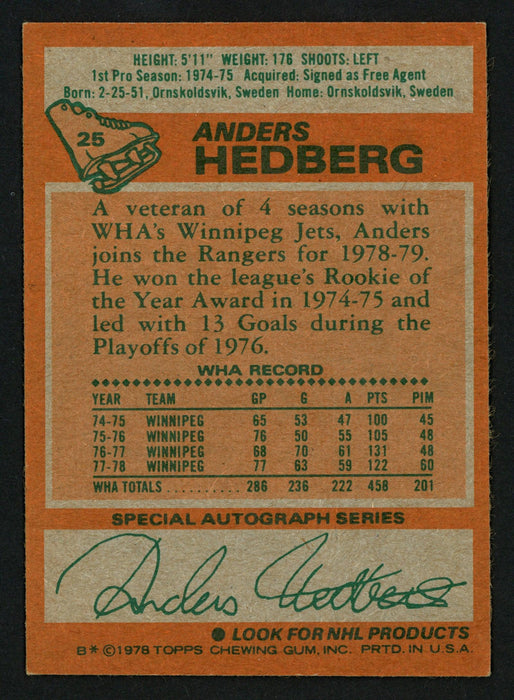 HEIGHT: 5'11" WEIGHT: 176 SHOOTS: LEFT
1st Pro Season: 1974-75 Acquired: Signed as Free Agent
Born: 2-25-51, Ornskoldsvik, Sweden Home: Ornskoldsvik, Sweden
25
ANDERS
HEDBERG
A veteran of 4 seasons with
WHA's Winnipeg Jets, Anders
joins the Rangers for 1978-79.
He won the league's Rookie of
the Year Award in 1974-75 and
led with 13 Goals during the
Playoffs of 1976.
WHA RECORD
YEAR TEAM GP G A PTS PIM
74-75 WINNIPEG 65 53 47 100 45
75-76 WINNIPEG 76 50 55 105 48
76-77 WINNIPEG 68 70 61 131 48
77-78 WINNIPEG 77 63 59 122 60
WHA TOTALS .......... 286 236 222 458 201
SPECIAL AUTOGRAPH SERIES
Anders Hedberg
● LOOK FOR NHL PRODUCTS
B* ©1978 TOPPS CHEWING GUM, INC. PRTD. IN U.S.A.